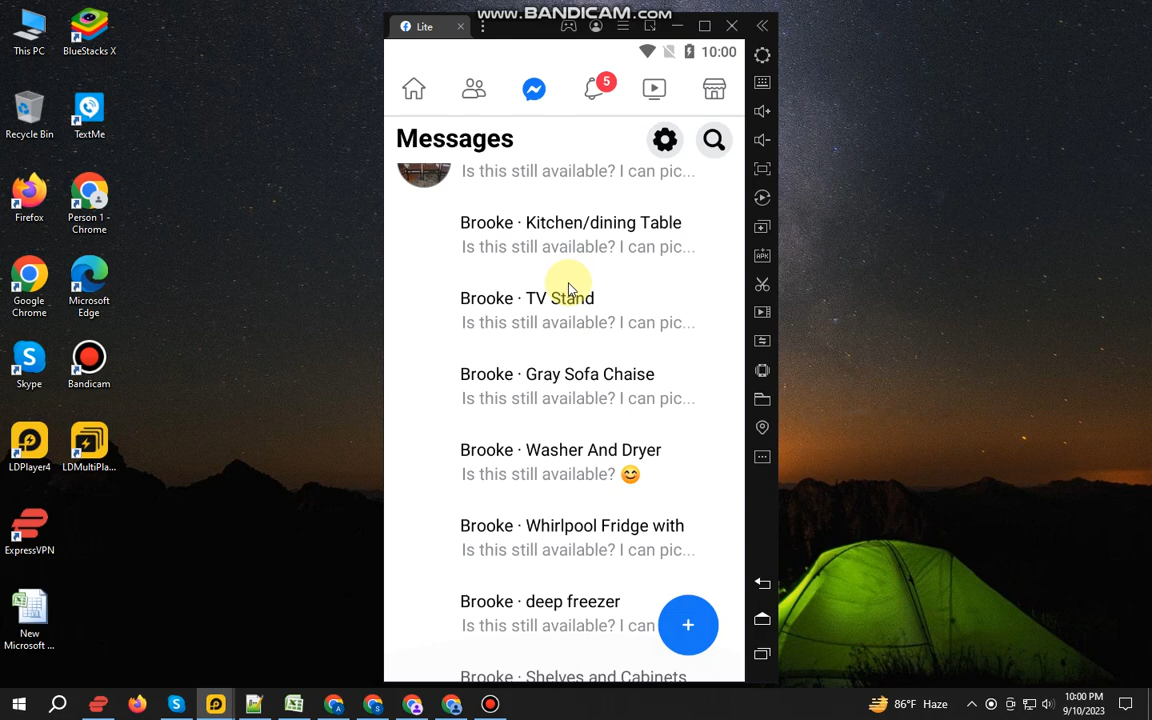 www.BANDICAM.com
Lite
10:00
5
Messages
Is this still available? I can pic...
Brooke · Kitchen/dining Table
Is this still available? I can pic...
Brooke · TV Stand
Is this still available? I can pic...
Brooke · Gray Sofa Chaise
Is this still available? I can pic...
Brooke · Washer And Dryer
Is this still available? 😊
Brooke · Whirlpool Fridge with
Is this still available? I can pic...
Brooke · deep freezer
Is this still available? I can
+
Brooke · Shelves and Cabinets
This PC
BlueStacks X
Recycle Bin
TextMe
Firefox
Person 1 -
Chrome
Google
Chrome
Microsoft
Edge
Skype
Bandicam
LDPlayer4
LDMultiPla...
ExpressVPN
New
Microsoft ...
APK
86°F Haze
10:00 PM
9/10/2023